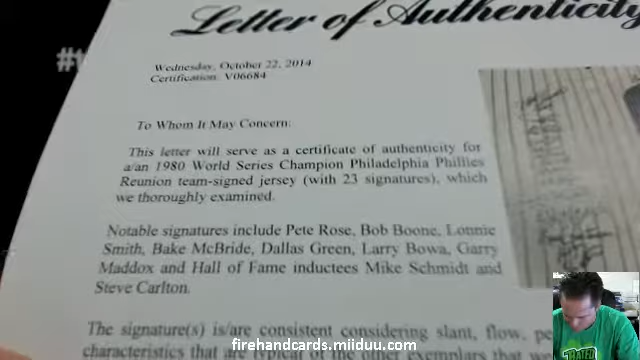 Letter of Authenticity
Wednesday, October 22, 2014
Certification: V06684
To Whom It May Concern:
This letter will serve as a certificate of authenticity for
a/an 1980 World Series Champion Philadelphia Phillies
Reunion team-signed jersey (with 23 signatures), which
we thoroughly examined.
Notable signatures include Pete Rose, Bob Boone, Lonnie
Smith, Bake McBride, Dallas Green, Larry Bowa, Garry
Maddox and Hall of Fame inductees Mike Schmidt and
Steve Carlton.
The signature(s) is/are consistent considering slant, flow,
characteristics that are typical of the other exemplars that
firehandcards.miiduu.com